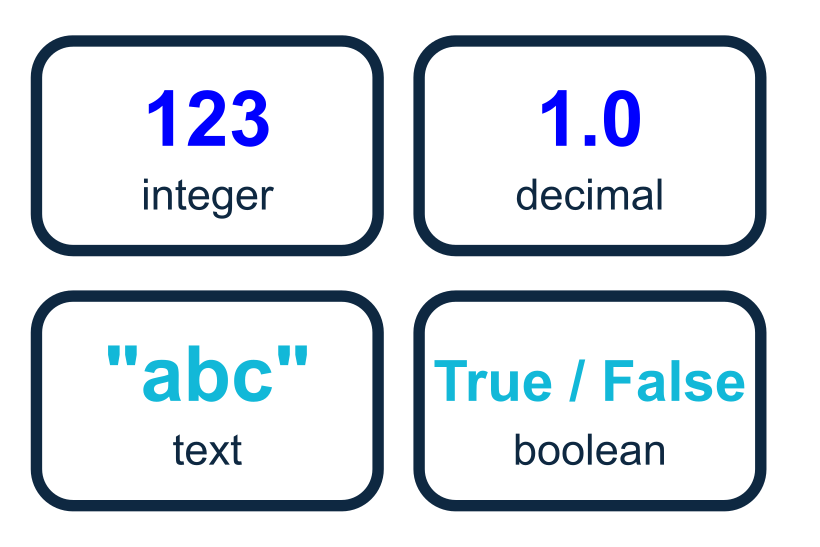 123
integer
1.0
decimal
"abc"
text
True / False
boolean